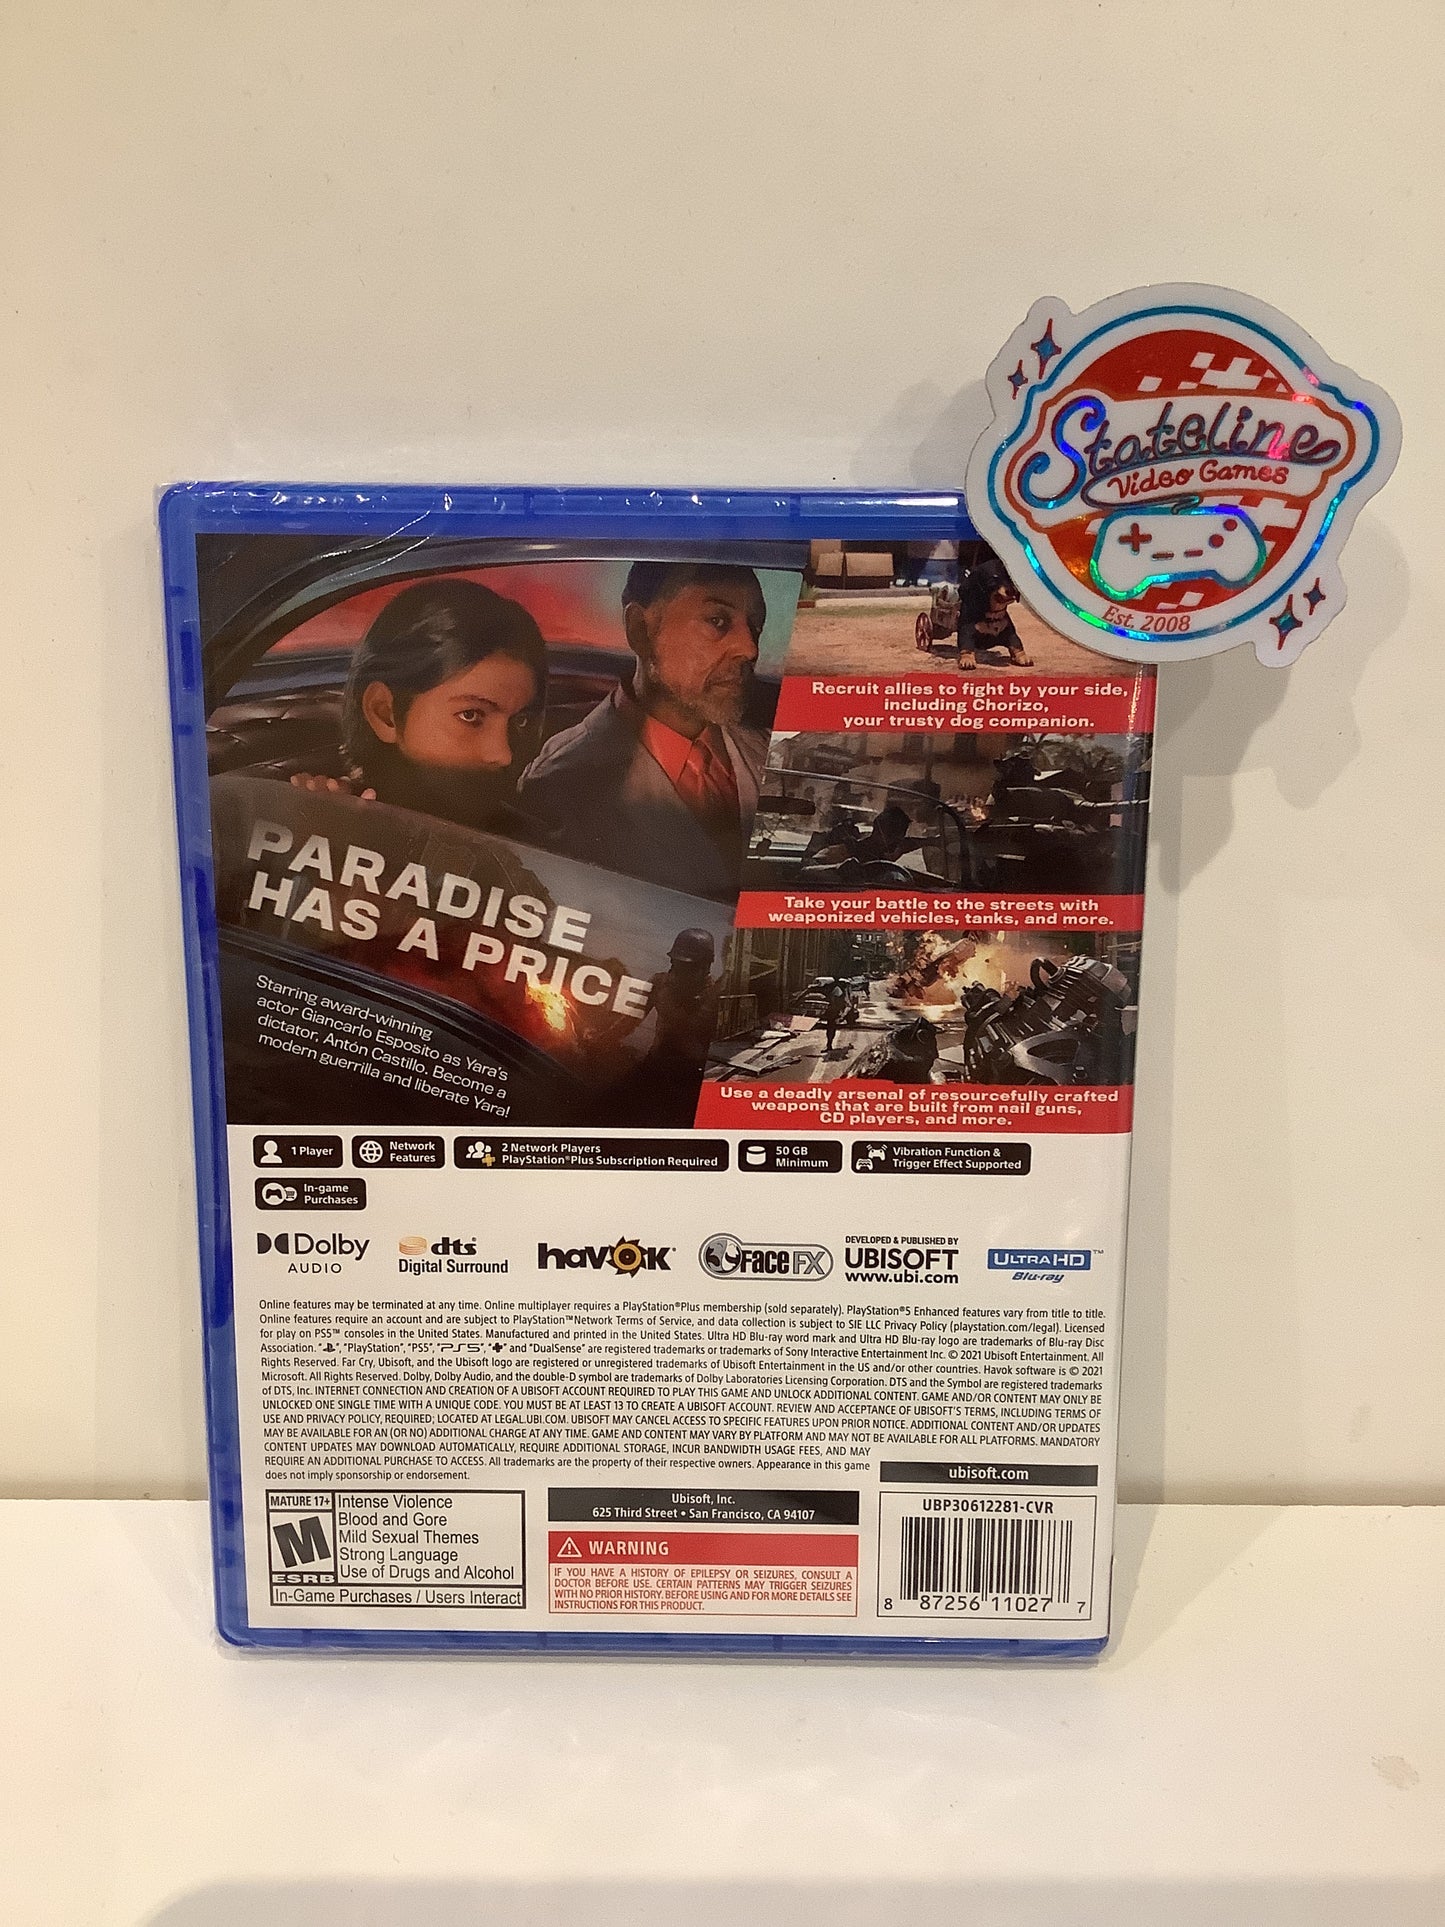 Stateline
Video Games
Est. 2008
Recruit allies to fight by your side,
including Chorizo,
your trusty dog companion.
Take your battle to the streets with
weaponized vehicles, tanks, and more.
PARADISE
HAS A PRICE
Starring award-winning
actor Giancarlo Esposito as Yara's
dictator, Antón Castillo. Become a
modern guerrilla and liberate Yara!
Use a deadly arsenal of resourcefully crafted
weapons that are built from nail guns,
CD players, and more.
1 Player
Network
Features
2 Network Players
PlayStation®Plus Subscription Required
50 GB
Minimum
Vibration Function &
Trigger Effect Supported
In-game
Purchases
Dolby
AUDIO
dts
Digital Surround
havok
FACEFX
DEVELOPED & PUBLISHED BY
UBISOFT
www.ubi.com
ULTRA HD™
Blu-ray
Online features may be terminated at any time. Online multiplayer requires a PlayStation®Plus membership (sold separately). PlayStation®5 Enhanced features vary from title to title.
Online features require an account and are subject to PlayStation™Network Terms of Service, and data collection is subject to SIE LLC Privacy Policy (playstation.com/legal). Licensed
for play on PS5™ consoles in the United States. Manufactured and printed in the United States. Ultra HD Blu-ray word mark and Ultra HD Blu-ray logo are trademarks of Blu-ray Disc
Association. "PS", "PlayStation", "PS5", "PS5", "+" and "DualSense" are registered trademarks or trademarks of Sony Interactive Entertainment Inc. © 2021 Ubisoft Entertainment. All
Rights Reserved. Far Cry, Ubisoft, and the Ubisoft logo are registered or unregistered trademarks of Ubisoft Entertainment in the US and/or other countries. Havok software is © 2021
Microsoft. All Rights Reserved. Dolby, Dolby Audio, and the double-D symbol are trademarks of Dolby Laboratories Licensing Corporation. DTS and the Symbol are registered trademarks
of DTS, Inc. INTERNET CONNECTION AND CREATION OF A UBISOFT ACCOUNT REQUIRED TO PLAY THIS GAME AND UNLOCK ADDITIONAL CONTENT. GAME AND/OR CONTENT MAY ONLY BE
UNLOCKED ONE SINGLE TIME WITH A UNIQUE CODE. YOU MUST BE AT LEAST 13 TO CREATE A UBISOFT ACCOUNT. REVIEW AND ACCEPTANCE OF UBISOFT'S TERMS, INCLUDING TERMS OF
USE AND PRIVACY POLICY, REQUIRED; LOCATED AT LEGAL.UBI.COM. UBISOFT MAY CANCEL ACCESS TO SPECIFIC FEATURES UPON PRIOR NOTICE. ADDITIONAL CONTENT AND/OR UPDATES
MAY BE AVAILABLE FOR AN (OR NO) ADDITIONAL CHARGE AT ANY TIME. GAME AND CONTENT MAY VARY BY PLATFORM AND MAY NOT BE AVAILABLE FOR ALL PLATFORMS. MANDATORY
CONTENT UPDATES MAY DOWNLOAD AUTOMATICALLY, REQUIRE ADDITIONAL STORAGE, INCUR BANDWIDTH USAGE FEES, AND MAY
REQUIRE AN ADDITIONAL PURCHASE TO ACCESS. All trademarks are the property of their respective owners. Appearance in this game
does not imply sponsorship or endorsement.
ubisoft.com
MATURE 17+
M
ESRB
Intense Violence
Blood and Gore
Mild Sexual Themes
Strong Language
Use of Drugs and Alcohol
In-Game Purchases / Users Interact
Ubisoft, Inc.
625 Third Street • San Francisco, CA 94107
WARNING
IF YOU HAVE A HISTORY OF EPILEPSY OR SEIZURES, CONSULT A
DOCTOR BEFORE USE. CERTAIN PATTERNS MAY TRIGGER SEIZURES
WITH NO PRIOR HISTORY. BEFORE USING AND FOR MORE DETAILS SEE
INSTRUCTIONS FOR THIS PRODUCT.
UBP30612281-CVR
8 87256 11027 7